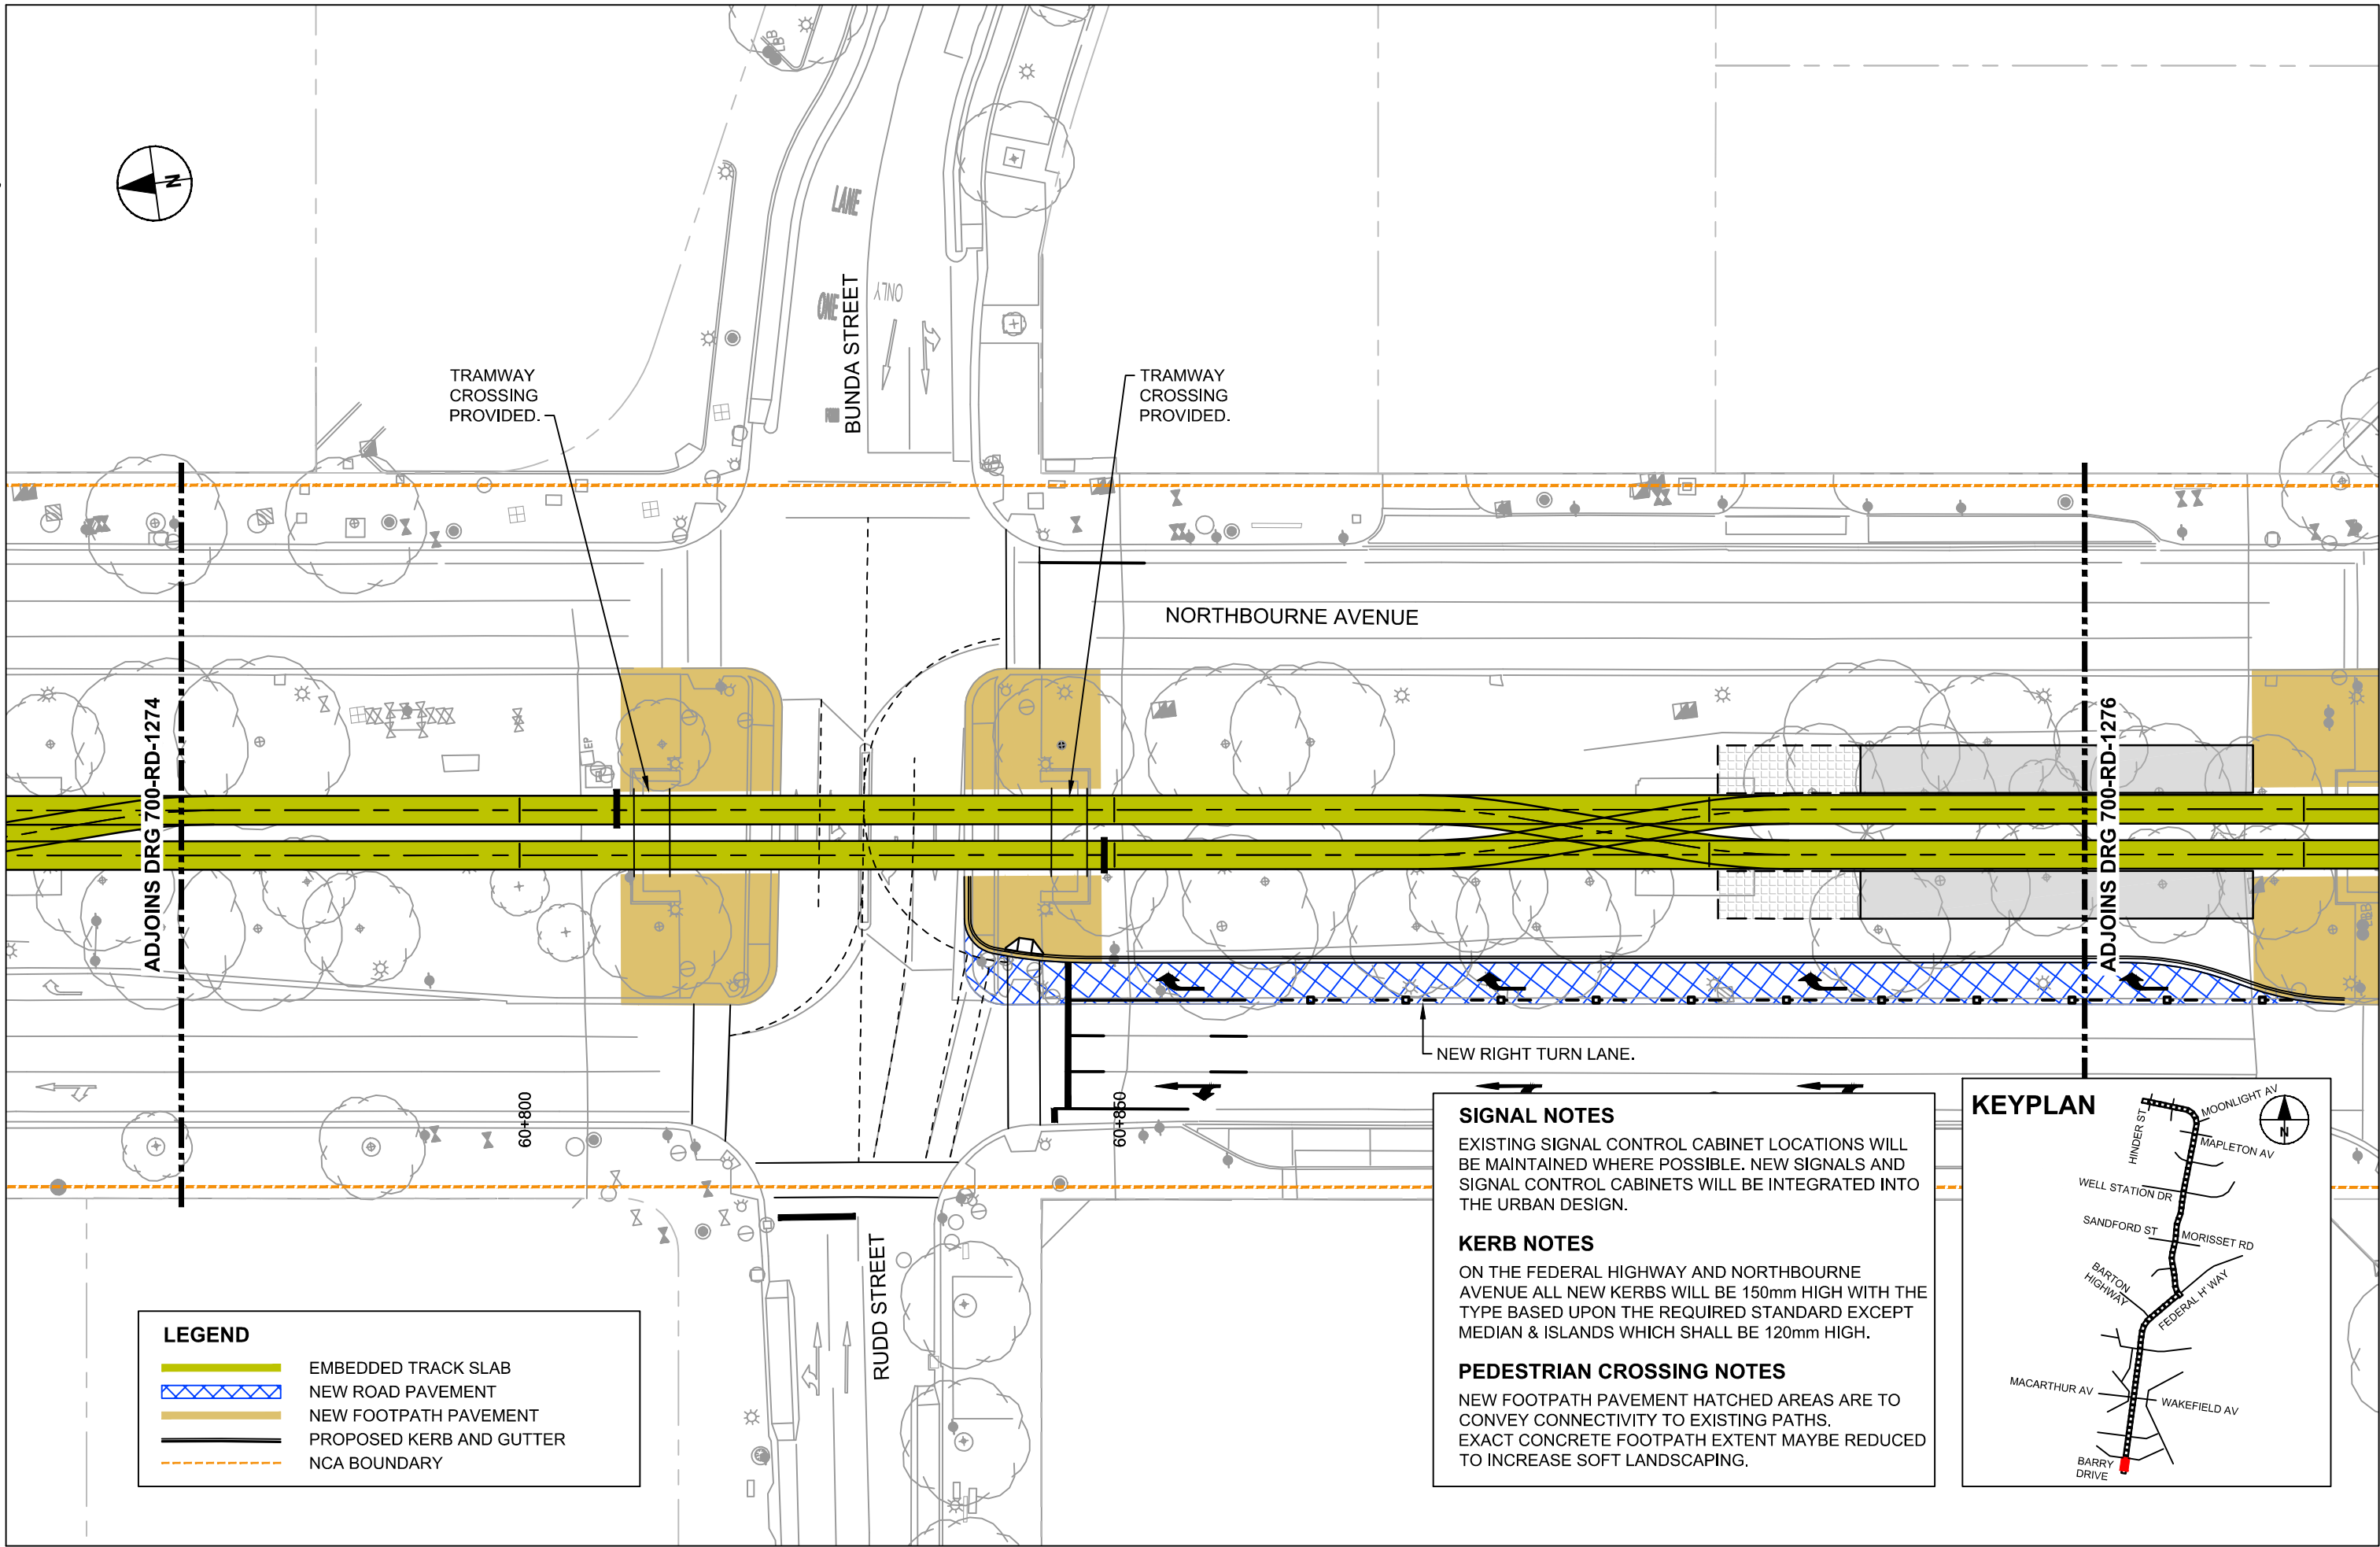 N
LB
LB
LANE
ONE
ONLY
BUNDA STREET
TRAMWAY
CROSSING
PROVIDED.
TRAMWAY
CROSSING
PROVIDED.
NORTHBOURNE AVENUE
EP
ADJOINS DRG 700-RD-1274
ADJOINS DRG 700-RD-1276
NEW RIGHT TURN LANE.
60+800
60+850
RUDD STREET
LEGEND
EMBEDDED TRACK SLAB
NEW ROAD PAVEMENT
NEW FOOTPATH PAVEMENT
PROPOSED KERB AND GUTTER
NCA BOUNDARY
SIGNAL NOTES
EXISTING SIGNAL CONTROL CABINET LOCATIONS WILL
BE MAINTAINED WHERE POSSIBLE. NEW SIGNALS AND
SIGNAL CONTROL CABINETS WILL BE INTEGRATED INTO
THE URBAN DESIGN.
KERB NOTES
ON THE FEDERAL HIGHWAY AND NORTHBOURNE
AVENUE ALL NEW KERBS WILL BE 150mm HIGH WITH THE
TYPE BASED UPON THE REQUIRED STANDARD EXCEPT
MEDIAN & ISLANDS WHICH SHALL BE 120mm HIGH.
PEDESTRIAN CROSSING NOTES
NEW FOOTPATH PAVEMENT HATCHED AREAS ARE TO
CONVEY CONNECTIVITY TO EXISTING PATHS.
EXACT CONCRETE FOOTPATH EXTENT MAYBE REDUCED
TO INCREASE SOFT LANDSCAPING.
KEYPLAN
N
HINDER ST
MOONLIGHT AV
MAPLETON AV
WELL STATION DR
SANDFORD ST
MORISSET RD
BARTON
HIGHWAY
FEDERAL H'WAY
MACARTHUR AV
WAKEFIELD AV
BARRY
DRIVE